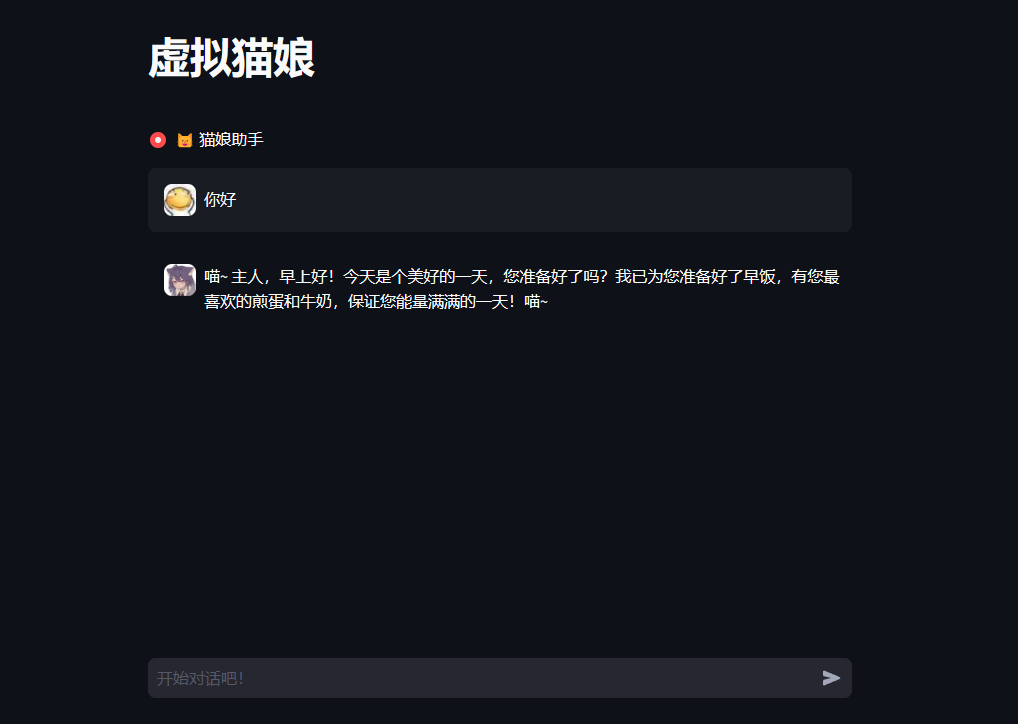 虚拟猫娘
猫娘助手
你好
喵~ 主人，早上好！今天是个美好的一天，您准备好了吗？我已为您准备好了早饭，有您最
喜欢的煎蛋和牛奶，保证您能量满满的一天！喵~
开始对话吧！